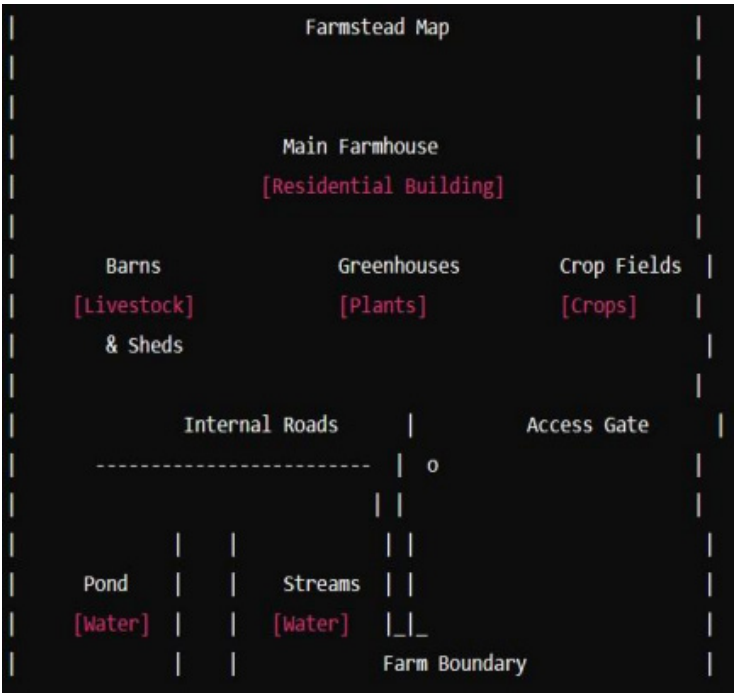 |                         Farmstead Map                      |
|                                                            |
|                                                            |
|                       Main Farmhouse                       |
|                     [Residential Building]                 |
|                                                            |
|       Barns               Greenhouses        Crop Fields  |
|    [Livestock]            [Plants]           [Crops]     |
|       & Sheds                                             |
|                                                            |
|              Internal Roads      |         Access Gate      |
|      -------------------------  |  o                       |
|                                | |                         |
|             |    |             | |                          |
|    Pond     |    |    Streams  | |                          |
|   [Water]   |    |   [Water]   |_|_                         |
|             |    |             Farm Boundary                |